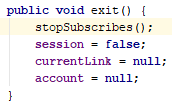 public void exit() {
    stopSubscribes();
    session = false;
    currentLink = null;
    account = null;
}